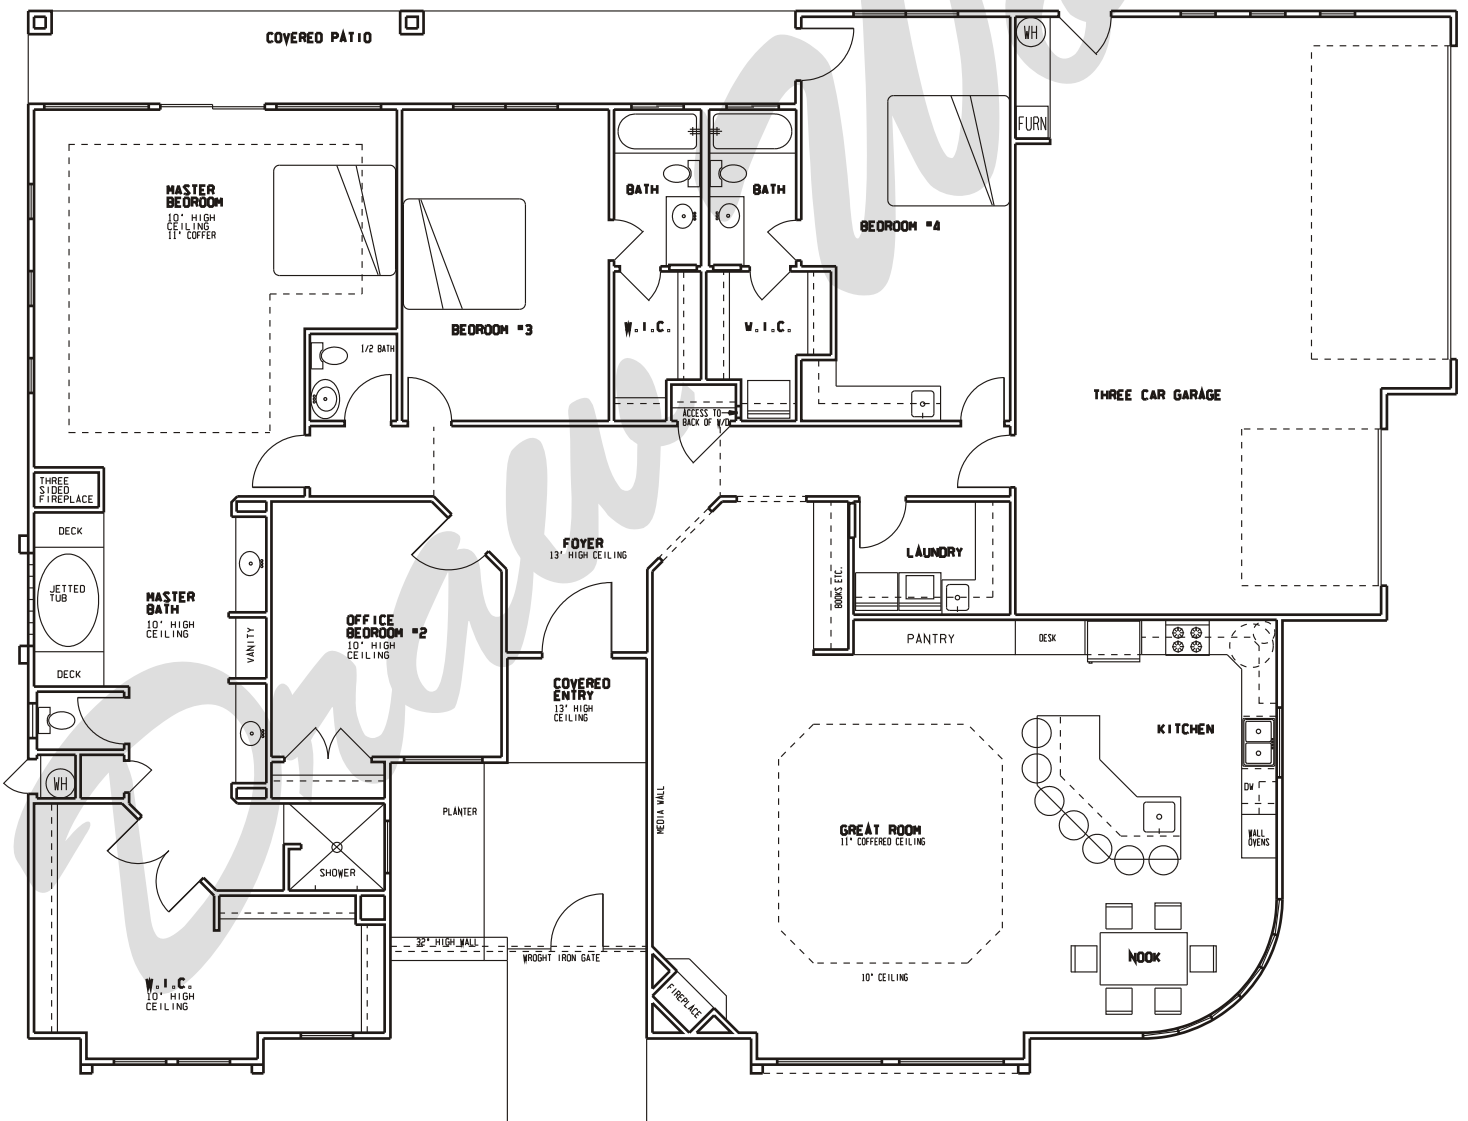 COVERED PATIO
WH
FURN
MASTER
BEDROOM
10' HIGH
CEILING
11' COFFER
BATH
BATH
BEDROOM #4
BEDROOM #3
W.I.C.
W.I.C.
1/2 BATH
THREE CAR GARAGE
ACCESS TO
BACK OF W/D
THREE
SIDED
FIREPLACE
DECK
JETTED
TUB
DECK
MASTER
BATH
10' HIGH
CEILING
VANITY
OFFICE
BEDROOM #2
10' HIGH
CEILING
FOYER
13' HIGH CEILING
BOOKS ETC.
LAUNDRY
PANTRY
DESK
COVERED
ENTRY
13' HIGH
CEILING
KITCHEN
WH
DW
WALL
OVENS
PLANTER
MEDIA WALL
GREAT ROOM
11' COFFERED CEILING
SHOWER
32" HIGH WALL
WROGHT IRON GATE
10' CEILING
NOOK
FIREPLACE
W.I.C.
10' HIGH
CEILING
Draw